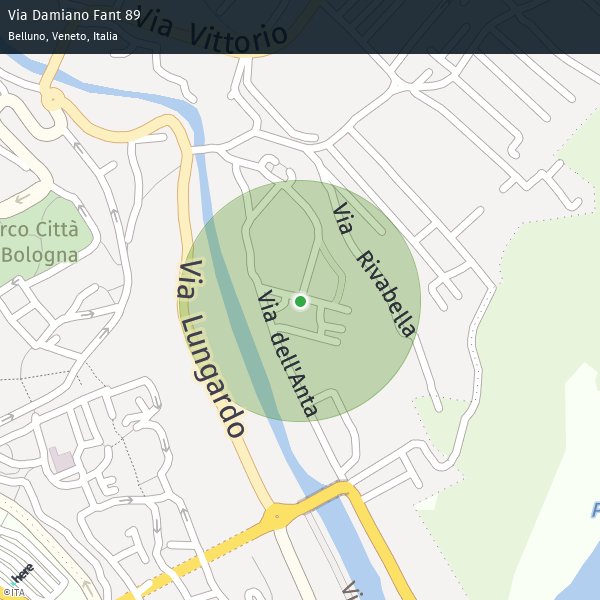 Via Damiano Fant 89
Belluno, Veneto, Italia
Via Vittorio
rco Città
Bologna
Via Rivabella
Via dell'Anta
Via Lungardo
P
Vi
here
©ITA